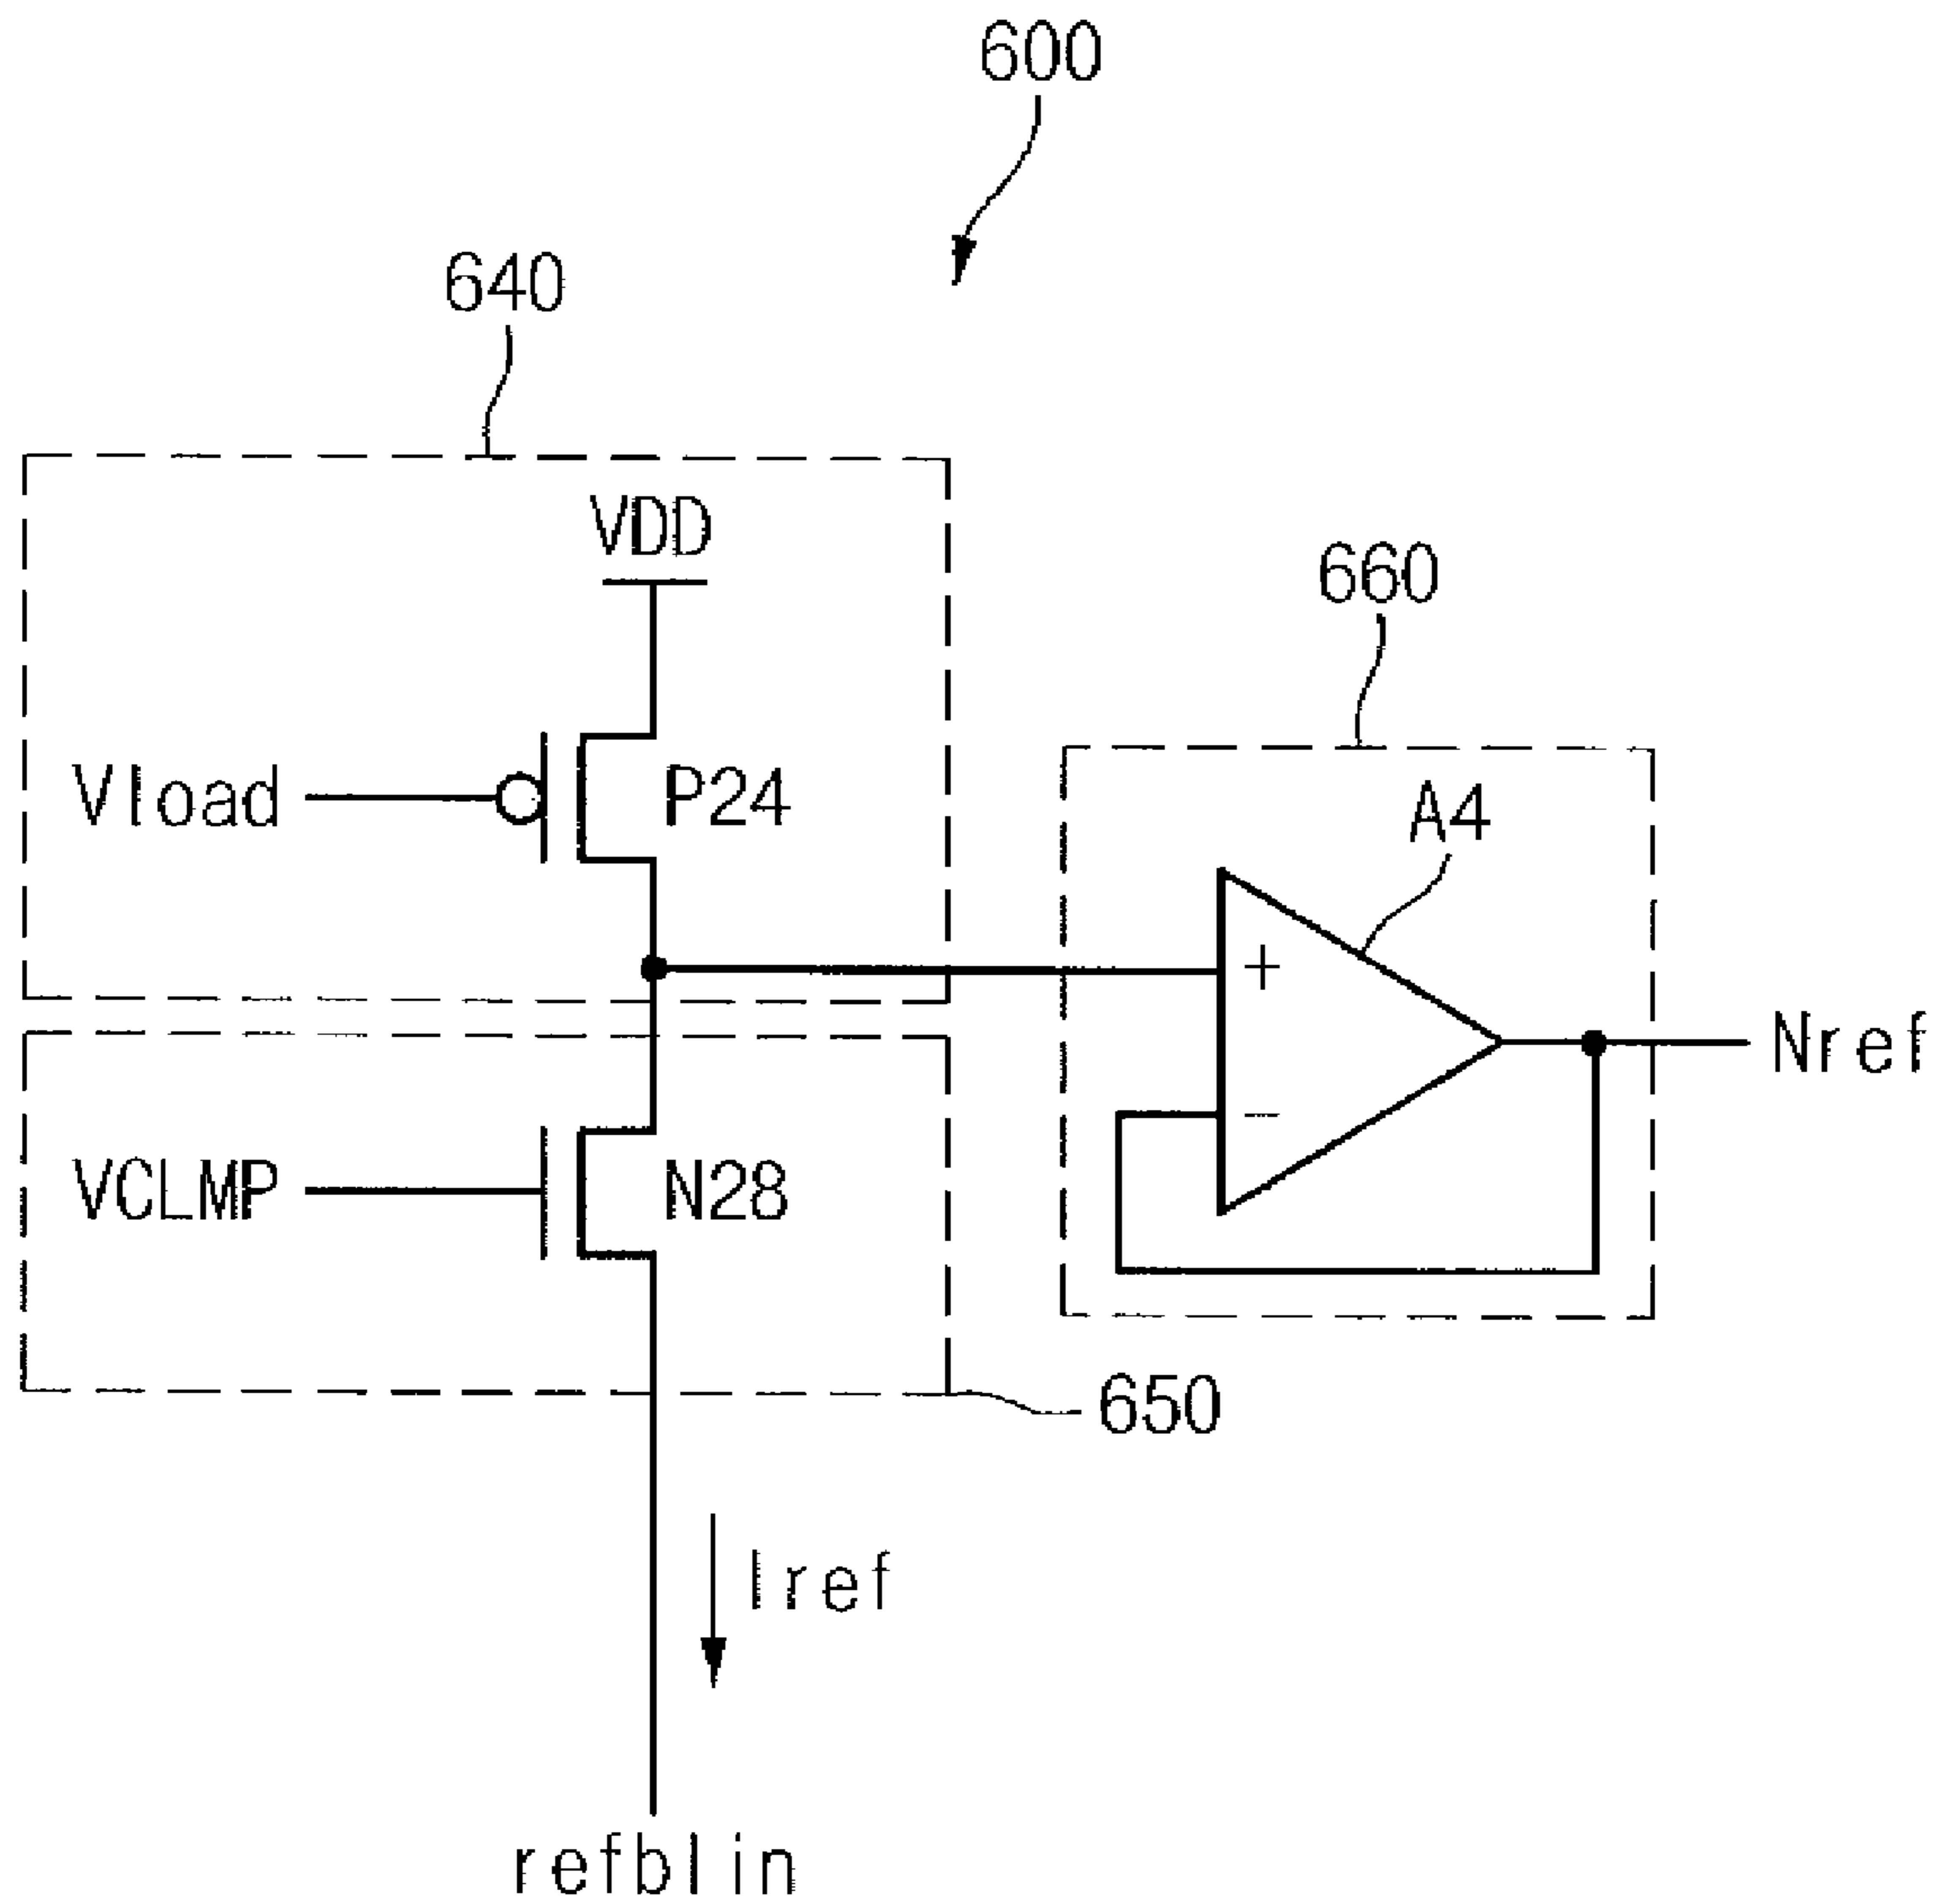 600
640
VDD
660
Vload
P24
A4
+
Nref
−
VCLMP
N28
650
Iref
refblin